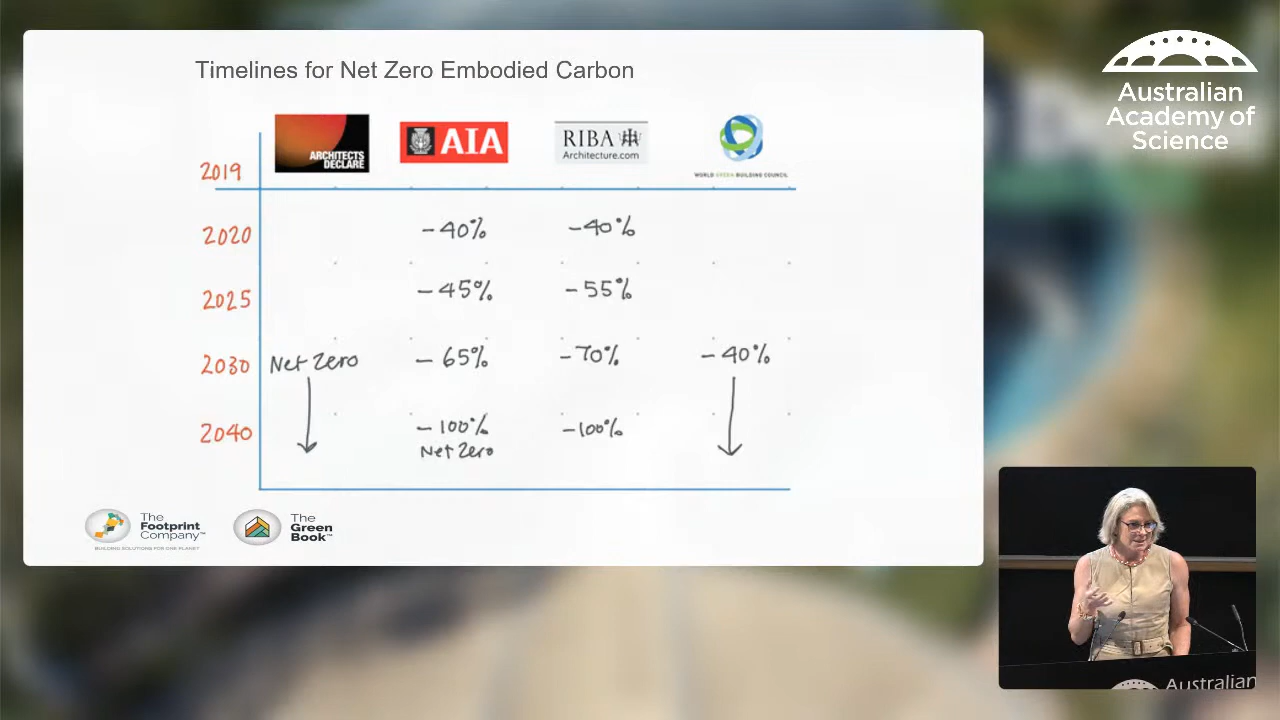 Timelines for Net Zero Embodied Carbon
Australian
Academy of
Science
2019
ARCHITECTS
DECLARE
AIA
RIBA
Architecture.com
WORLD GREEN BUILDING COUNCIL
2020 -40% -40%
2025 -45% -55%
2030 Net Zero -65% -70% -40%
2040 -100% -100%
Net Zero
The
Footprint
Company™
BUILDING SOLUTIONS FOR ONE PLANET
The
Green
Book™
Australian